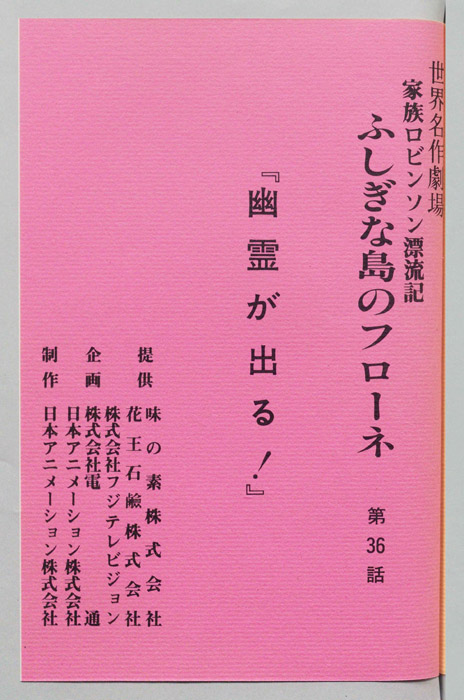 世界名作劇場
家族ロビンソン漂流記
ふしぎな島のフローネ
第36話
『幽霊が出る!』
提供
味の素株式会社
花王石鹸株式会社
企画
株式会社フジテレビジョン
株式会社電通
日本アニメーション株式会社
制作
日本アニメーション株式会社